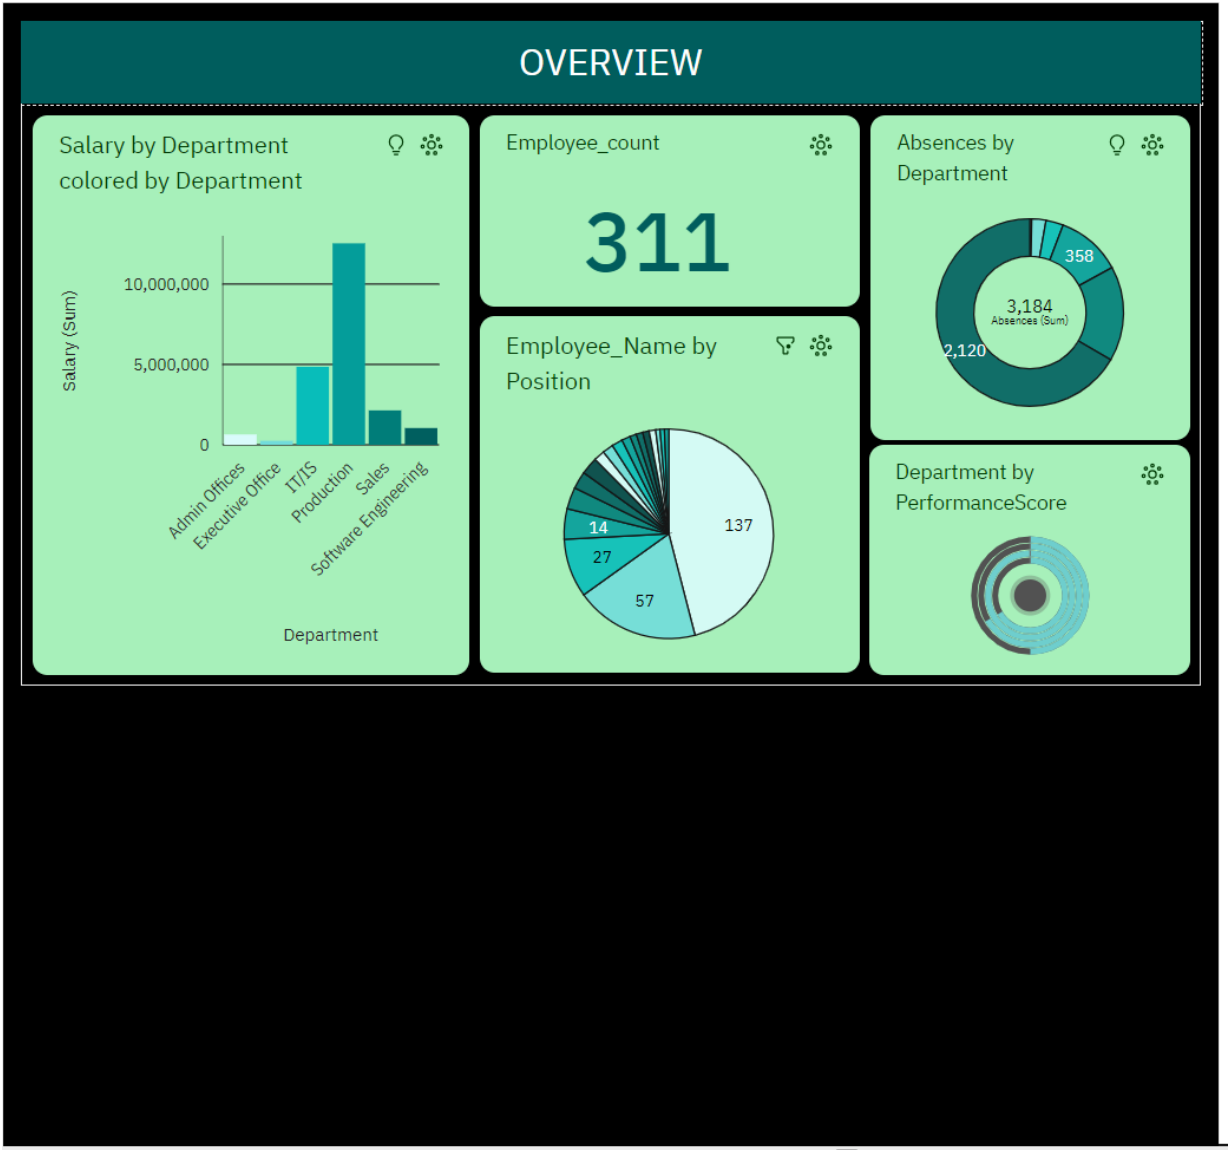 OVERVIEW
Salary by Department
colored by Department
Salary (Sum)
10,000,000
5,000,000
0
Admin Offices
Executive Office
IT/IS
Production
Sales
Software Engineering
Department
Employee_count
311
Employee_Name by
Position
137
57
27
14
Absences by
Department
358
3,184
Absences (Sum)
2,120
Department by
PerformanceScore